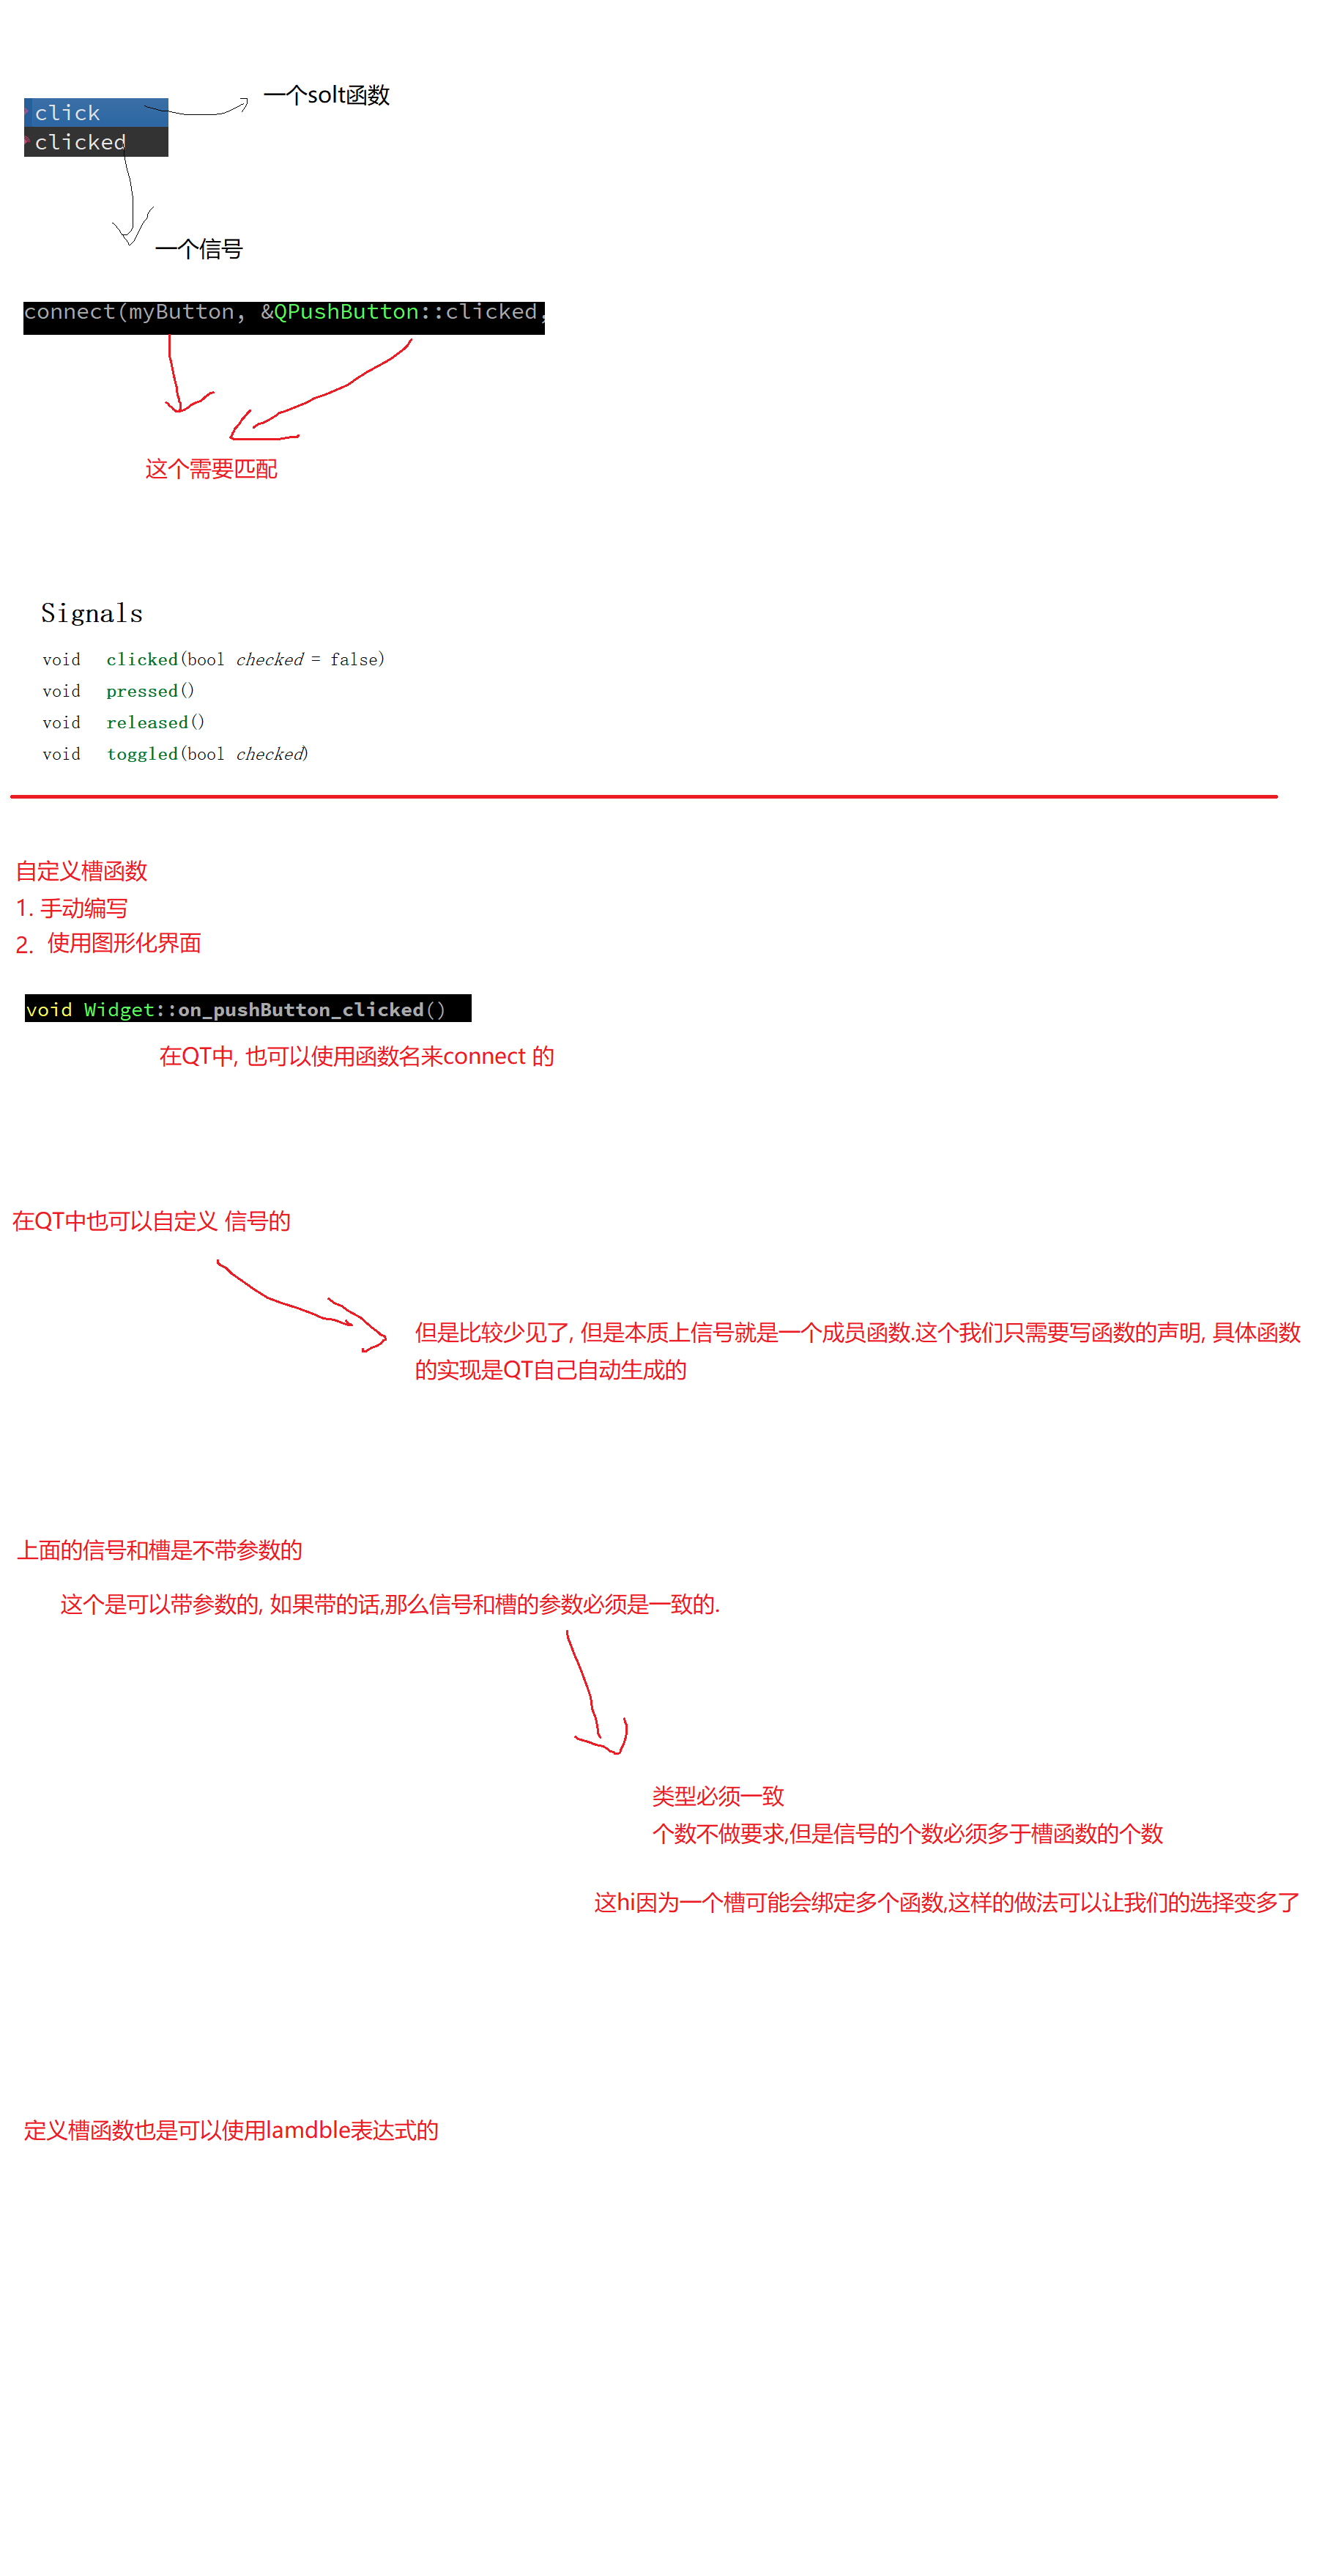 一个solt函数
click
clicked
一个信号
connect(myButton, &QPushButton::clicked,
这个需要匹配
Signals
void clicked(bool checked = false)
void pressed()
void released()
void toggled(bool checked)
自定义槽函数
1. 手动编写
2. 使用图形化界面
void Widget::on_pushButton_clicked()
在QT中, 也可以使用函数名来connect 的
在QT中也可以自定义 信号的
但是比较少见了, 但是本质上信号就是一个成员函数.这个我们只需要写函数的声明, 具体函数
的实现是QT自己自动生成的
上面的信号和槽是不带参数的
这个是可以带参数的, 如果带的话,那么信号和槽的参数必须是一致的.
类型必须一致
个数不做要求,但是信号的个数必须多于槽函数的个数
这hi因为一个槽可能会绑定多个函数,这样的做法可以让我们的选择变多了
定义槽函数也是可以使用lamdble表达式的